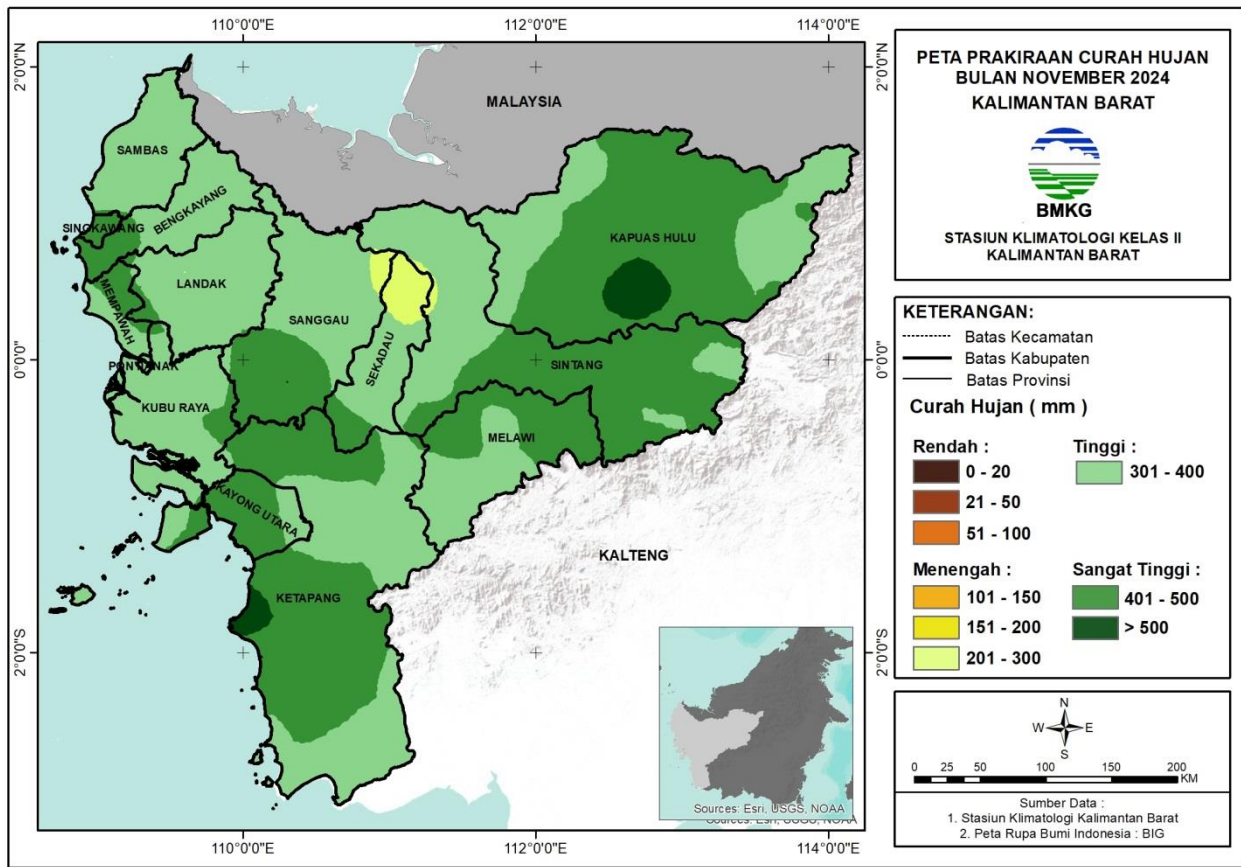 110°0'0"E
112°0'0"E
114°0'0"E
2°0'0"N
2°0'0"N
0°0'0"
0°0'0"
2°0'0"S
2°0'0"S
MALAYSIA
SAMBAS
BENGKAYANG
SINGKAWANG
KAPUAS HULU
LANDAK
MEMPAWAH
SANGGAU
SEKADAU
SINTANG
KUBU RAYA
MELAWI
KAYONG UTARA
KALTENG
KETAPANG
Sources: Esri, USGS, NOAA
Sources: Esri, USGS, NOAA
110°0'0"E
112°0'0"E
114°0'0"E
PETA PRAKIRAAN CURAH HUJAN
BULAN NOVEMBER 2024
KALIMANTAN BARAT
BMKG
STASIUN KLIMATOLOGI KELAS II
KALIMANTAN BARAT
KETERANGAN:
Batas Kecamatan
Batas Kabupaten
Batas Provinsi
Curah Hujan ( mm )
Rendah :
0 - 20
21 - 50
51 - 100
Menengah :
101 - 150
151 - 200
201 - 300
Tinggi :
301 - 400
Sangat Tinggi :
401 - 500
> 500
N
W E
S
0 25 50 100 150 200
KM
Sumber Data :
1. Stasiun Klimatologi Kalimantan Barat
2. Peta Rupa Bumi Indonesia : BIG